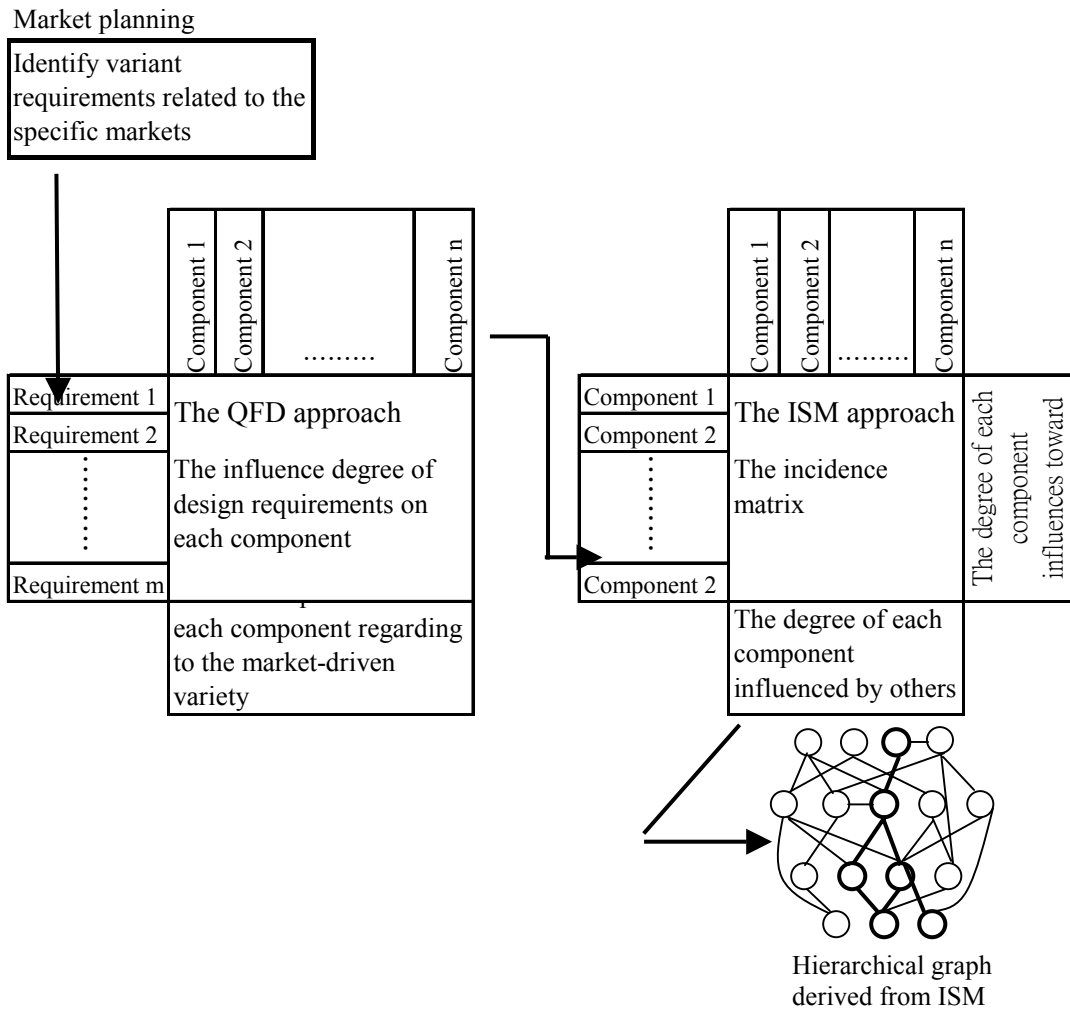 Market planning
Identify variant
requirements related to the
specific markets
Component 1
Component 2
.........
Component n
Requirement 1
Requirement 2
Requirement m
The QFD approach
The influence degree of
design requirements on
each component
each component regarding
to the market-driven
variety
Component 1
Component 2
.........
Component n
Component 1
Component 2
Component 2
The ISM approach
The incidence
matrix
The degree of each
component
influences toward
The degree of each
component
influenced by others
Hierarchical graph
derived from ISM